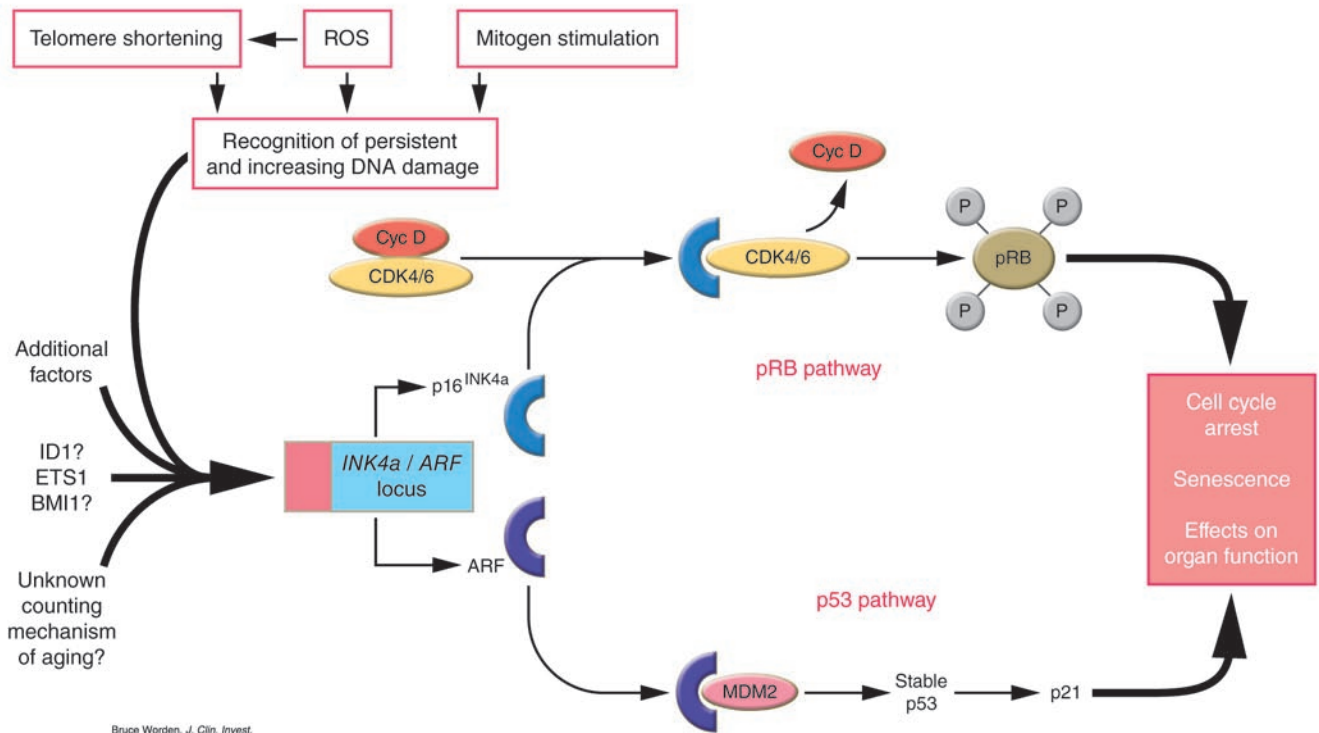 Telomere shortening
ROS
Mitogen stimulation
Recognition of persistent
and increasing DNA damage
Cyc D
Cyc D
CDK4/6
CDK4/6
P
P
pRB
P
P
Additional
factors
ID1?
ETS1
BMI1?
Unknown
counting
mechanism
of aging?
p16INK4a
INK4a / ARF
locus
ARF
pRB pathway
p53 pathway
MDM2
Stable
p53
p21
Cell cycle
arrest
Senescence
Effects on
organ function
Bruce Worden, J. Clin. Invest.